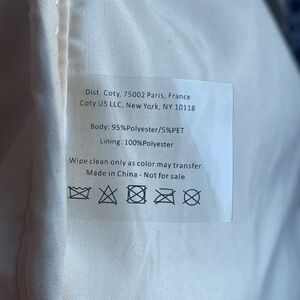 Dist. Coty, 75002 Paris, France
Coty US LLC, New York, NY 10118
Body: 95%Polyester/5%PET
Lining: 100%Polyester
Wipe clean only as color may transfer.
Made in China - Not for sale